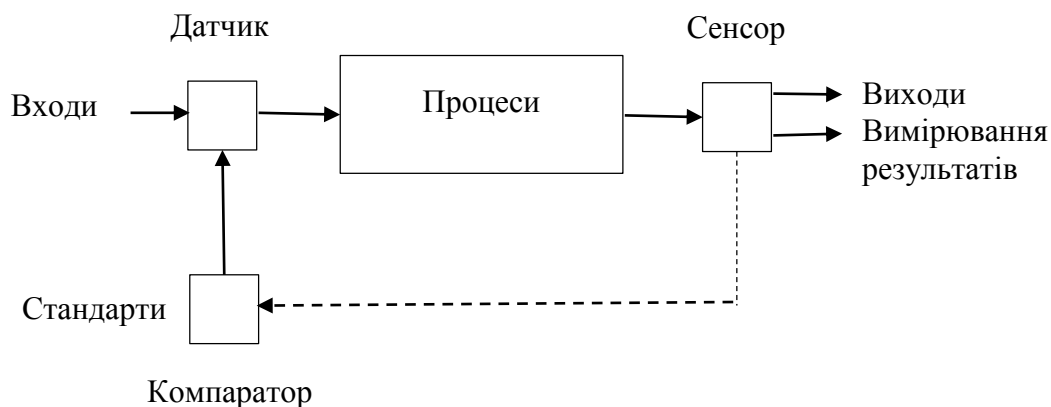 Датчик
Сенсор
Входи
Процеси
Виходи
Вимірювання
результатів
Стандарти
Компаратор